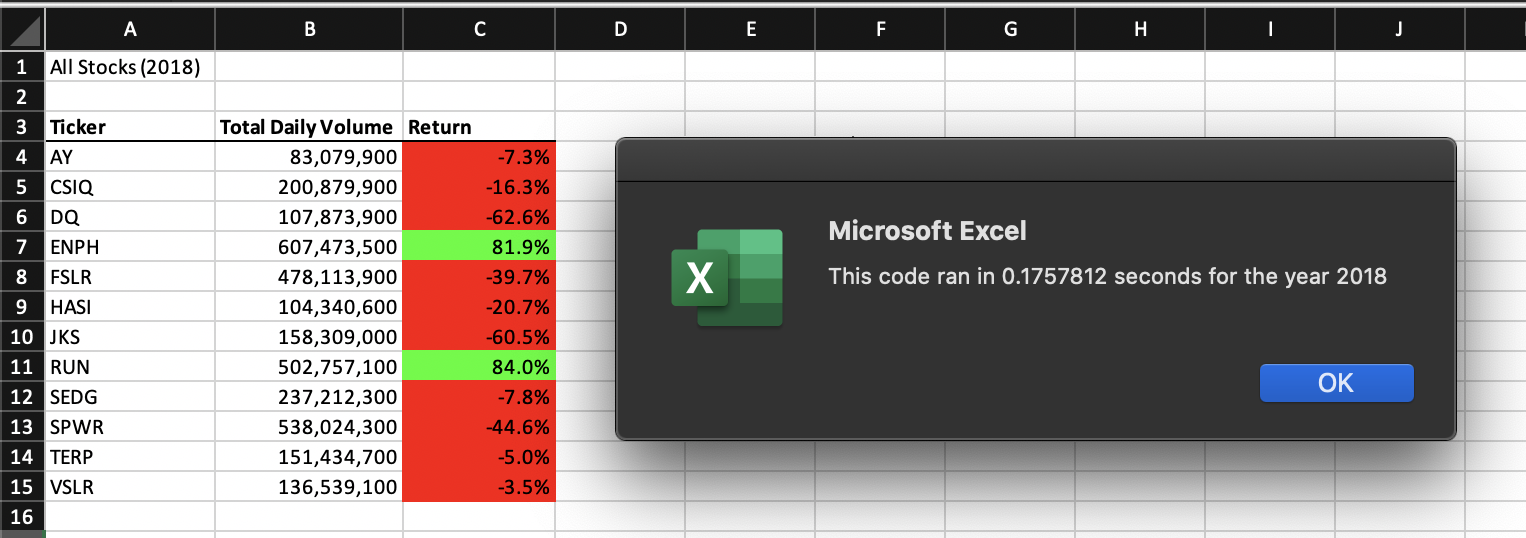 A B C D E F G H I J
1 All Stocks (2018)
2
3 Ticker Total Daily Volume Return
4 AY 83,079,900 -7.3%
5 CSIQ 200,879,900 -16.3%
6 DQ 107,873,900 -62.6%
7 ENPH 607,473,500 81.9%
8 FSLR 478,113,900 -39.7%
9 HASI 104,340,600 -20.7%
10 JKS 158,309,000 -60.5%
11 RUN 502,757,100 84.0%
12 SEDG 237,212,300 -7.8%
13 SPWR 538,024,300 -44.6%
14 TERP 151,434,700 -5.0%
15 VSLR 136,539,100 -3.5%
16
X
Microsoft Excel
This code ran in 0.1757812 seconds for the year 2018
OK